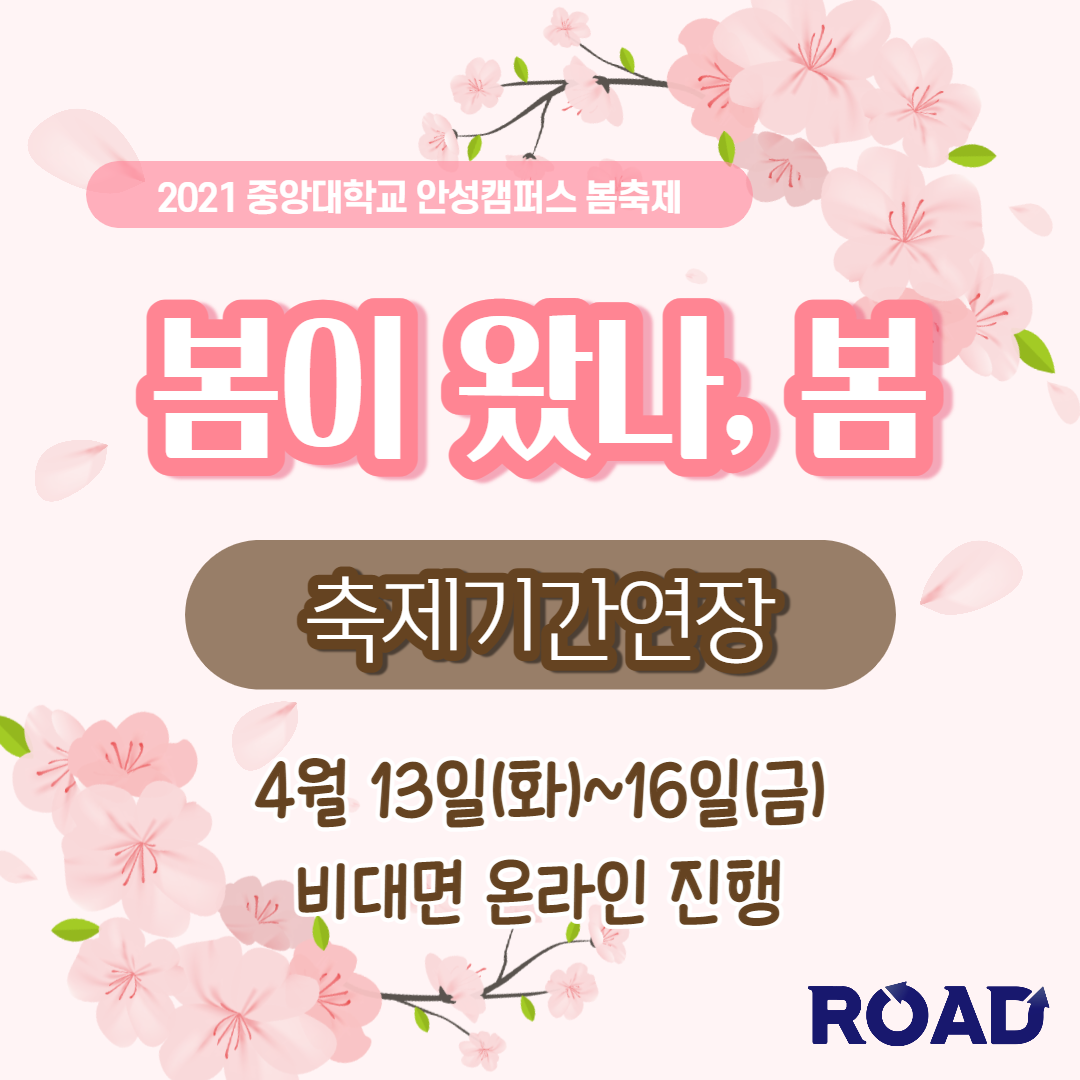 2021 중앙대학교 안성캠퍼스 봄축제
봄이 왔나, 봄
축제기간연장
4월 13일(화)~16일(금)
비대면 온라인 진행
ROAD